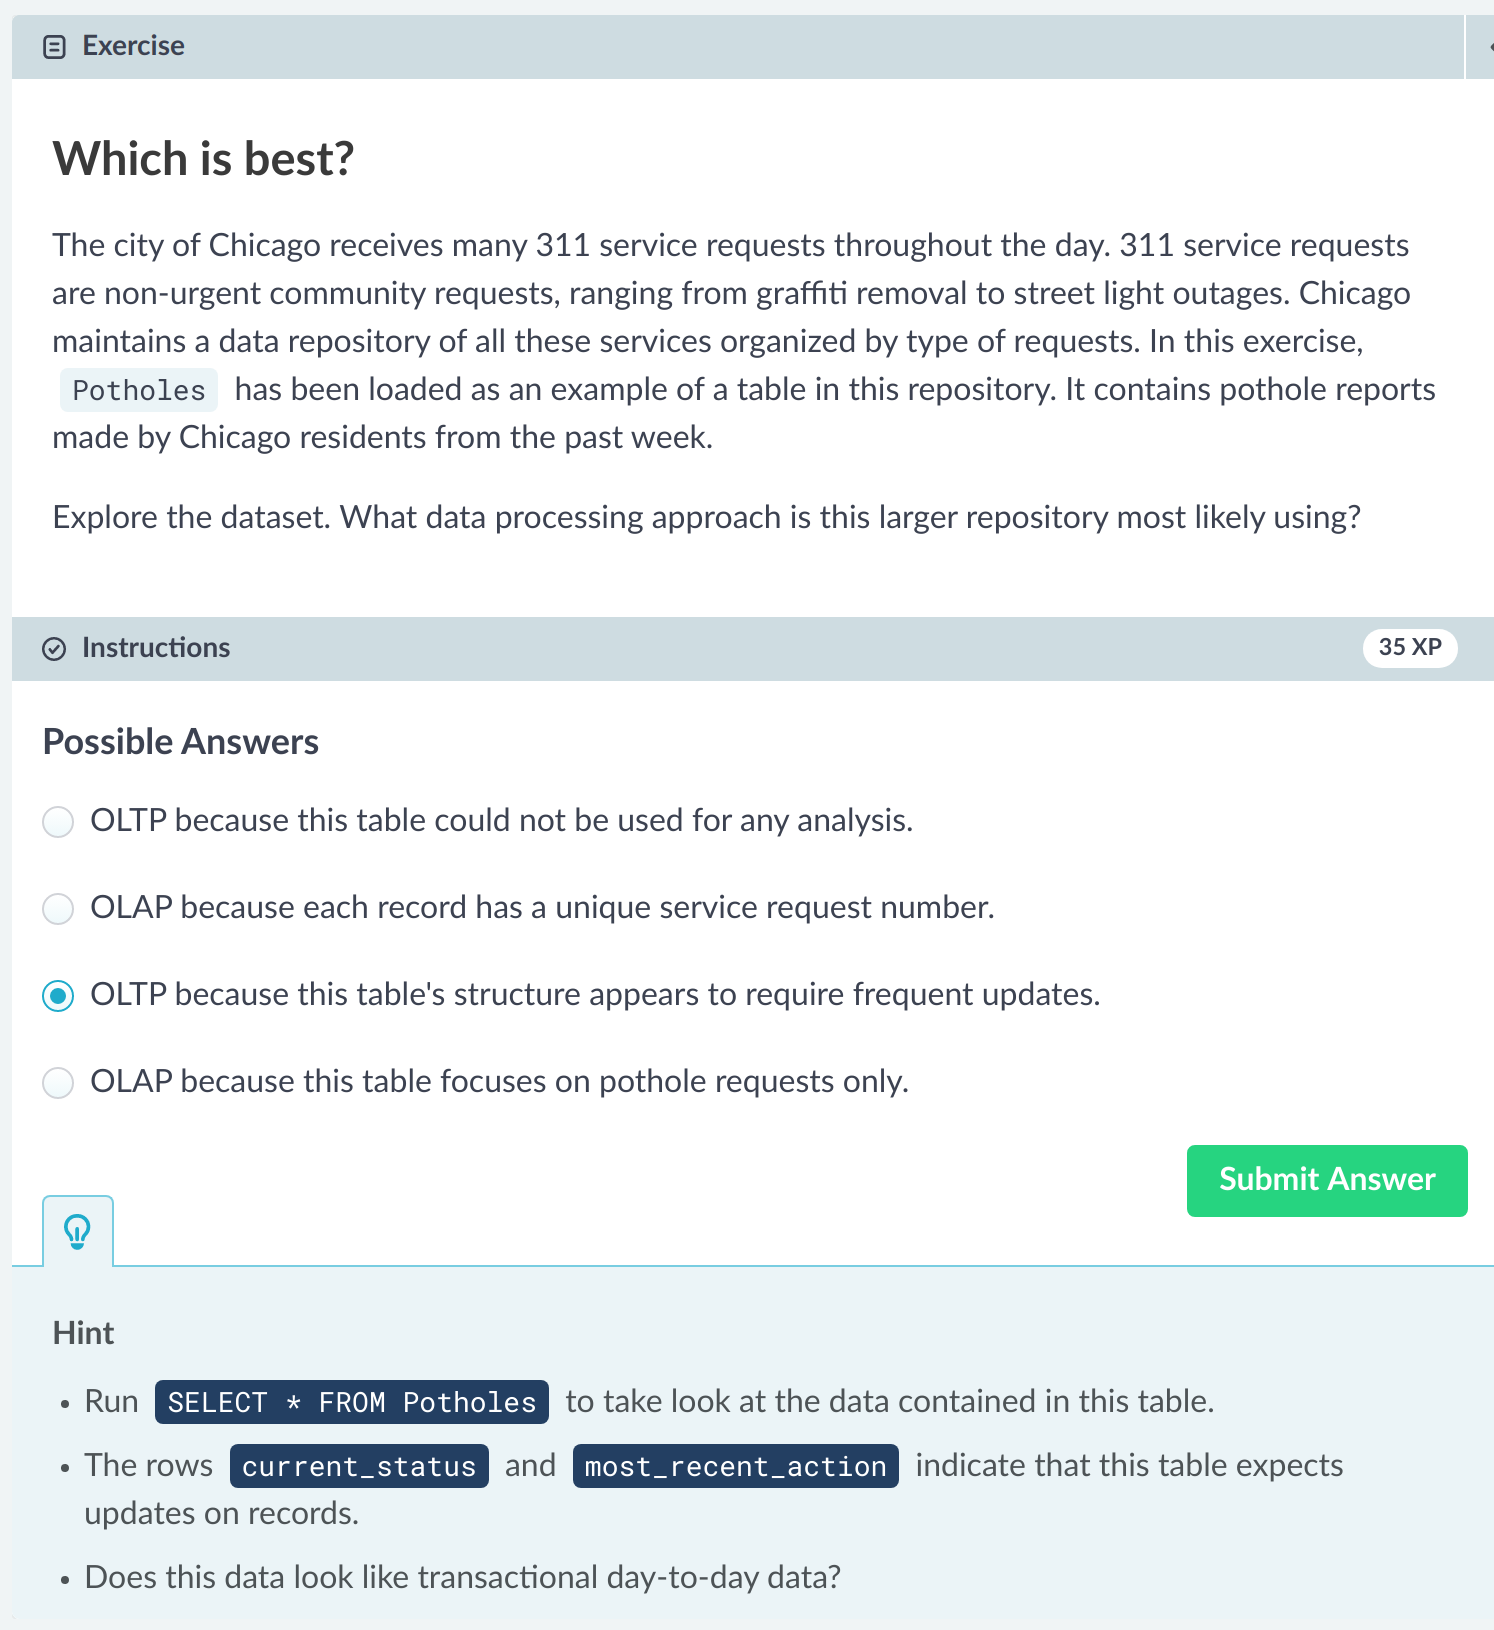 Exercise
Which is best?
The city of Chicago receives many 311 service requests throughout the day. 311 service requests
are non-urgent community requests, ranging from graffiti removal to street light outages. Chicago
maintains a data repository of all these services organized by type of requests. In this exercise,
Potholes has been loaded as an example of a table in this repository. It contains pothole reports
made by Chicago residents from the past week.
Explore the dataset. What data processing approach is this larger repository most likely using?
Instructions
35 XP
Possible Answers
OLTP because this table could not be used for any analysis.
OLAP because each record has a unique service request number.
OLTP because this table's structure appears to require frequent updates.
OLAP because this table focuses on pothole requests only.
Submit Answer
Hint
• Run SELECT * FROM Potholes to take look at the data contained in this table.
• The rows current_status and most_recent_action indicate that this table expects
updates on records.
• Does this data look like transactional day-to-day data?